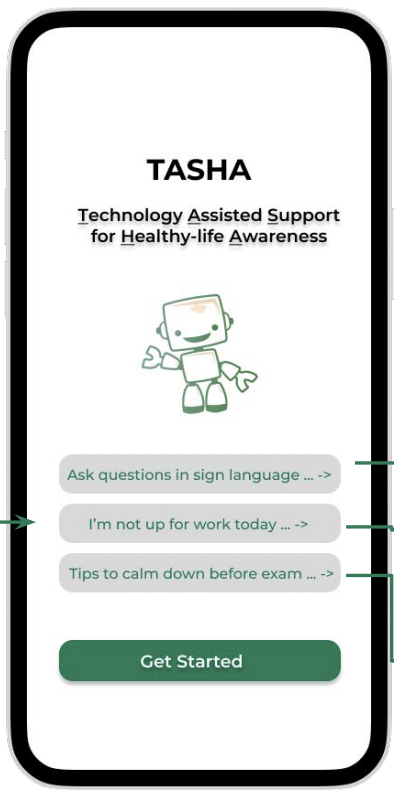 TASHA
Technology Assisted Support
for Healthy-life Awareness
Ask questions in sign language ... ->
I'm not up for work today ... ->
Tips to calm down before exam ... ->
Get Started